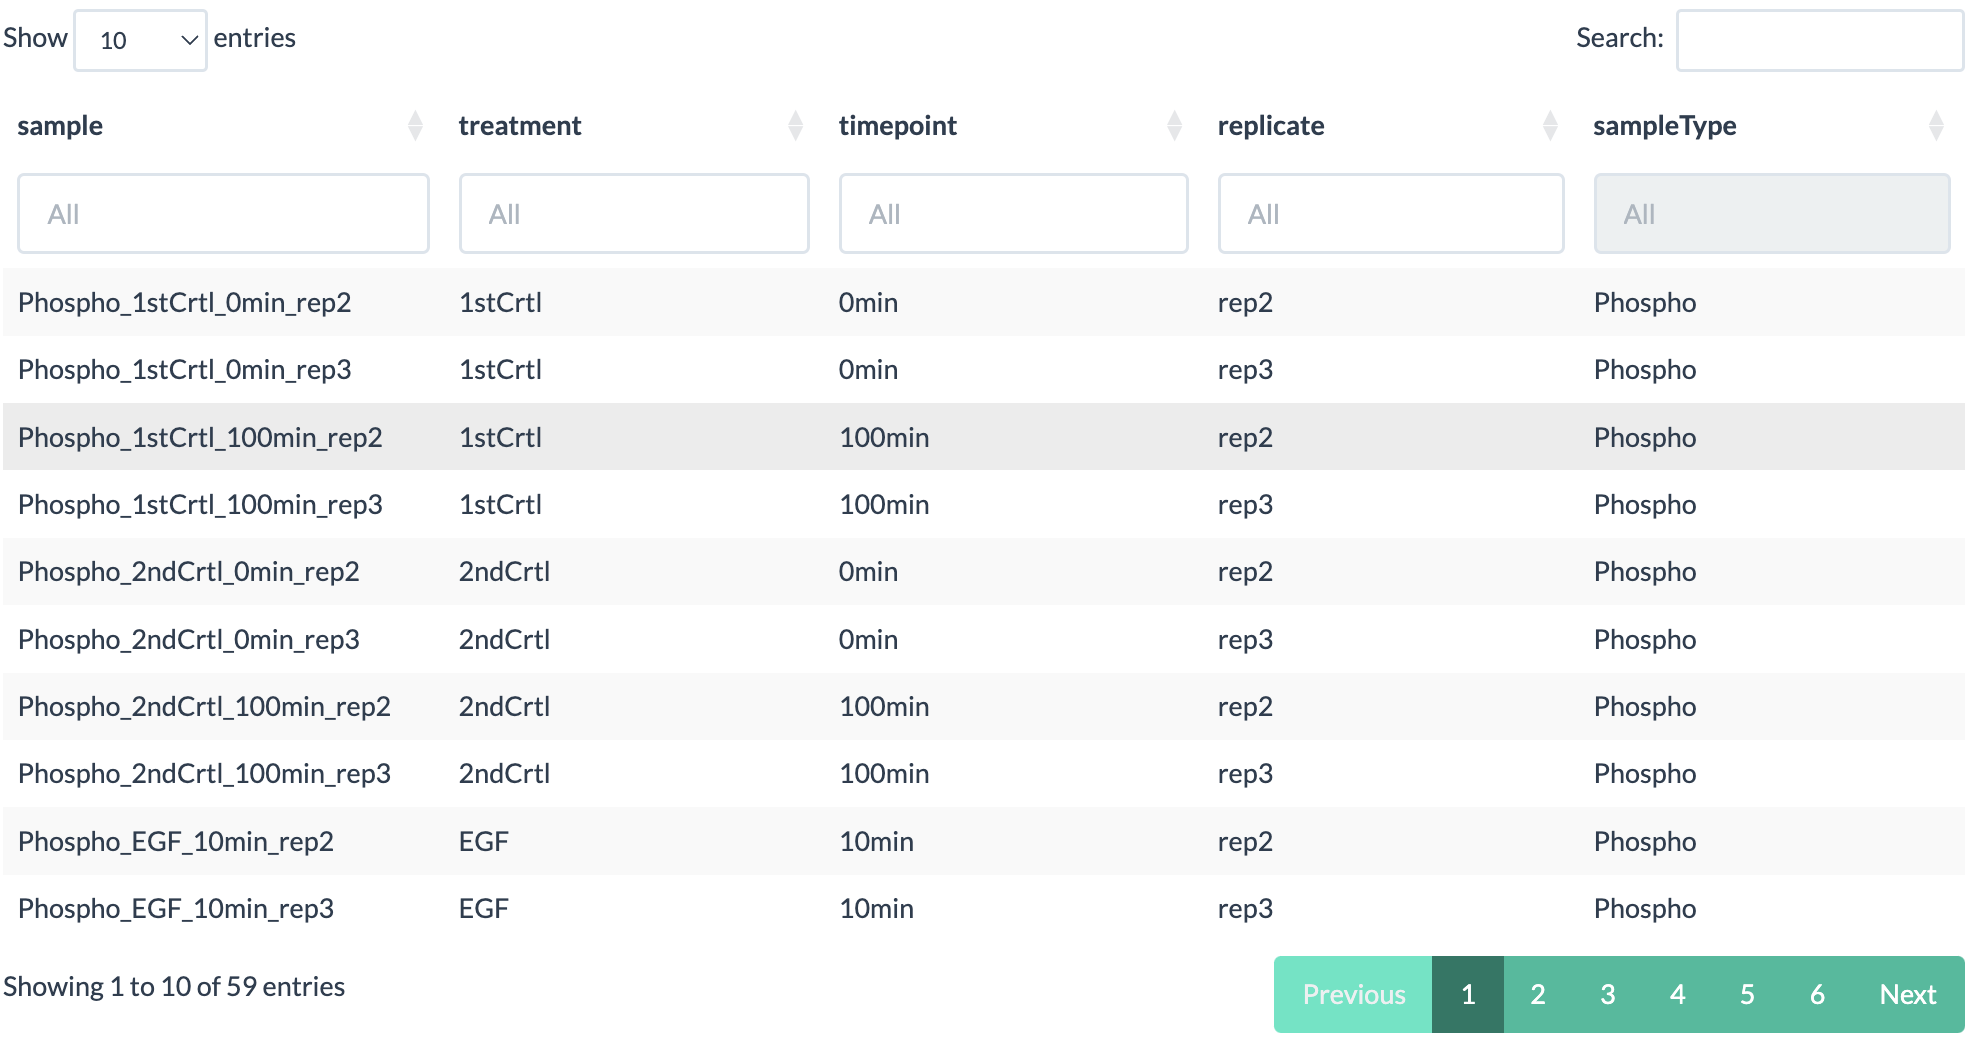 Show 10 entries Search:
sample treatment timepoint replicate sampleType
All All All All All
Phospho_1stCrtl_0min_rep2 1stCrtl 0min rep2 Phospho
Phospho_1stCrtl_0min_rep3 1stCrtl 0min rep3 Phospho
Phospho_1stCrtl_100min_rep2 1stCrtl 100min rep2 Phospho
Phospho_1stCrtl_100min_rep3 1stCrtl 100min rep3 Phospho
Phospho_2ndCrtl_0min_rep2 2ndCrtl 0min rep2 Phospho
Phospho_2ndCrtl_0min_rep3 2ndCrtl 0min rep3 Phospho
Phospho_2ndCrtl_100min_rep2 2ndCrtl 100min rep2 Phospho
Phospho_2ndCrtl_100min_rep3 2ndCrtl 100min rep3 Phospho
Phospho_EGF_10min_rep2 EGF 10min rep2 Phospho
Phospho_EGF_10min_rep3 EGF 10min rep3 Phospho
Showing 1 to 10 of 59 entries Previous 1 2 3 4 5 6 Next